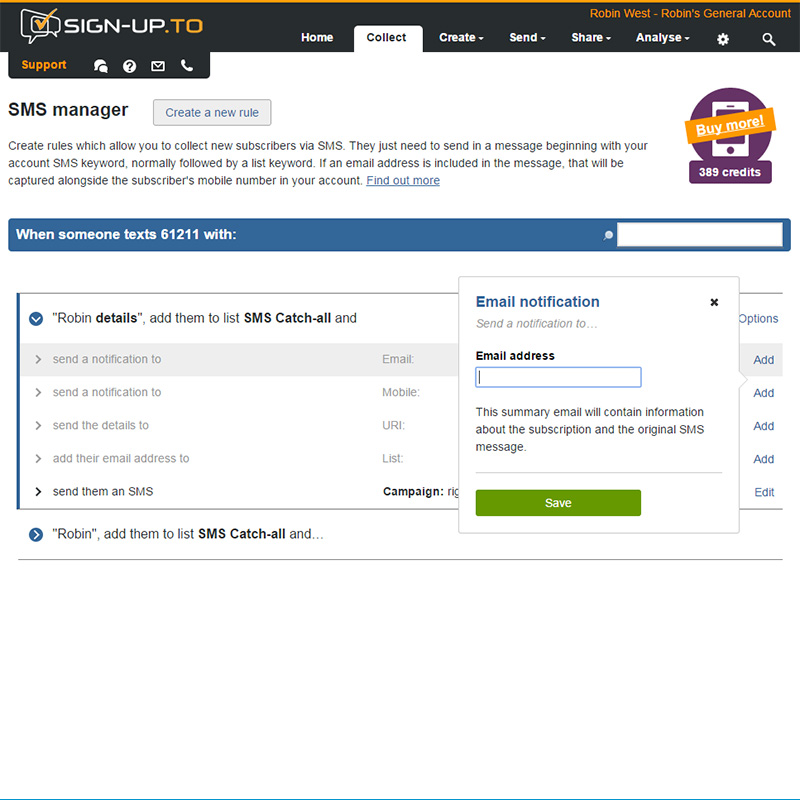 Robin West - Robin's General Account
SIGN-UP.TO
Home
Collect
Create
Send
Share
Analyse
Support
SMS manager
Create a new rule
Create rules which allow you to collect new subscribers via SMS. They just need to send in a message beginning with your
account SMS keyword, normally followed by a list keyword. If an email address is included in the message, that will be
captured alongside the subscriber's mobile number in your account. Find out more
Buy more!
389 credits
When someone texts 61211 with:
"Robin details", add them to list SMS Catch-all and
Options
send a notification to
Email:
Add
send a notification to
Mobile:
Add
send the details to
URI:
Add
add their email address to
List:
Add
send them an SMS
Campaign:
Edit
"Robin", add them to list SMS Catch-all and…
Email notification
Send a notification to…
Email address
This summary email will contain information
about the subscription and the original SMS
message.
Save